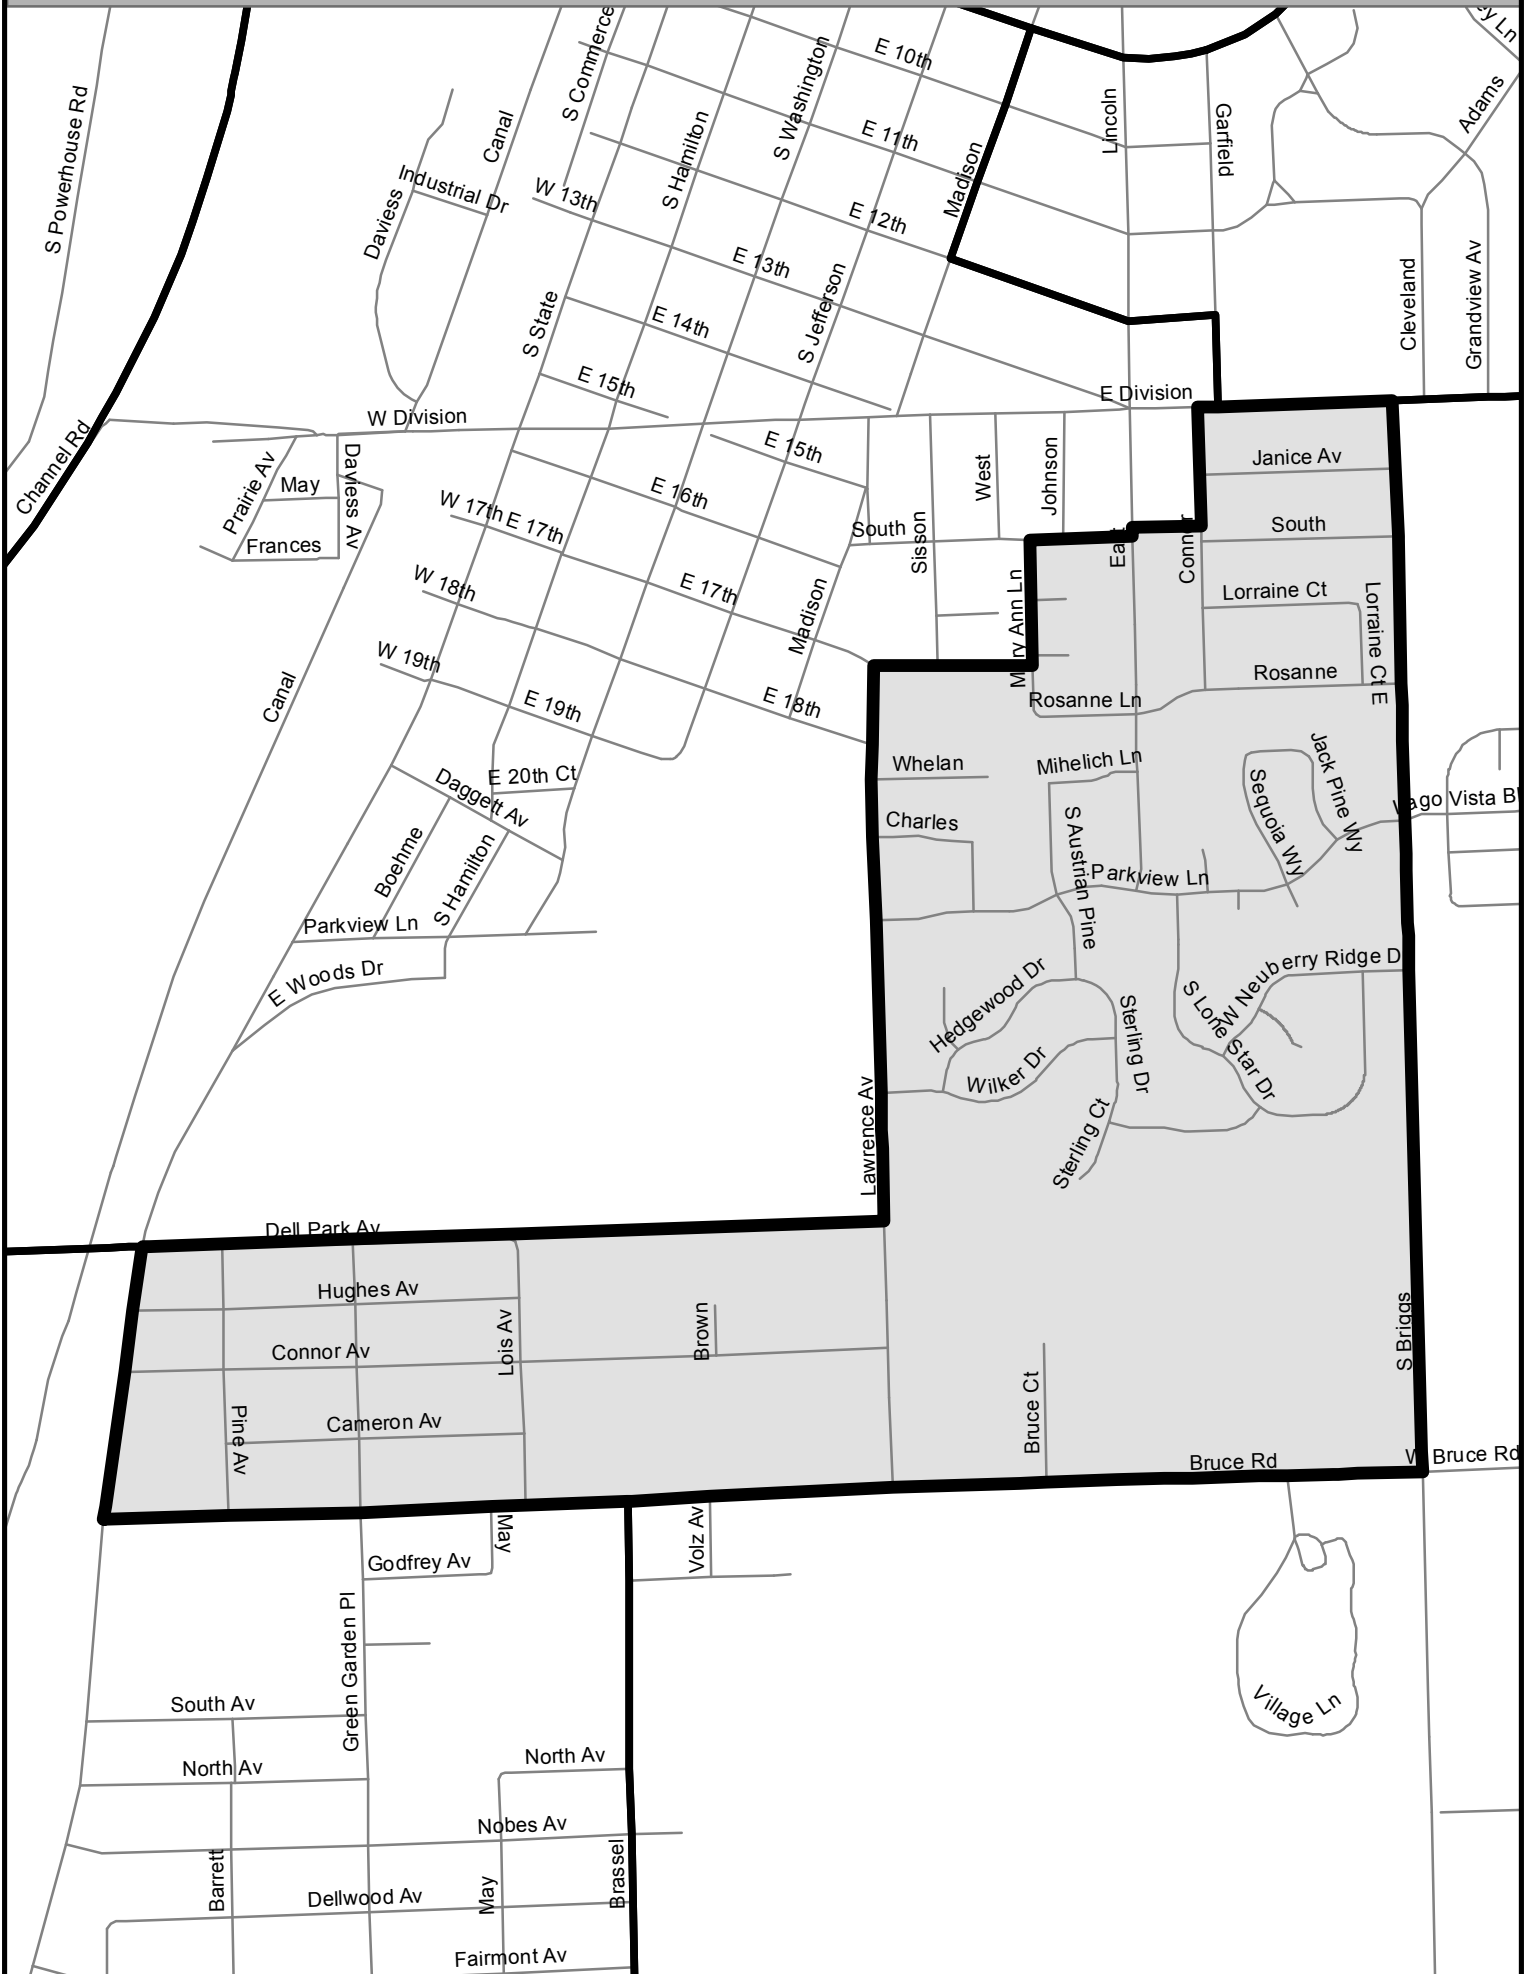 ey Ln
E 10th
S Commerce
S Washington
Adams
S Powerhouse Rd
Canal
Lincoln
Garfield
E 11th
S Hamilton
Madison
Industrial Dr
W 13th
Daviess
E 12th
E 13th
S Jefferson
Cleveland
Grandview Av
S State
E 14th
E 15th
E Division
W Division
Channel Rd
Prairie Av
May
Daviess Av
Frances
E 15th
West
Johnson
Janice Av
W 17th
E 17th
E 16th
South
Sisson
South
East
Connor
W 18th
E 17th
Madison
Mary Ann Ln
Lorraine Ct
Lorraine Ct E
W 19th
Canal
E 19th
E 18th
Rosanne Ln
Rosanne
Whelan
Mihelich Ln
Jack Pine Wy
Sequoia Wy
E 20th Ct
Daggett Av
Lago Vista Bl
Charles
S Austrian Pine
Boehme
S Hamilton
Parkview Ln
Parkview Ln
E Woods Dr
Hedgewood Dr
W Neuberry Ridge D
S Lone Star Dr
Sterling Dr
Wilker Dr
Lawrence Av
Sterling Ct
Dell Park Av
Hughes Av
Lois Av
Brown
S Briggs
Connor Av
Pine Av
Cameron Av
Bruce Ct
Bruce Rd
W Bruce Rd
May
Volz Av
Godfrey Av
Green Garden Pl
South Av
Village Ln
North Av
North Av
Nobes Av
Barrett
May
Brassel
Dellwood Av
Fairmont Av